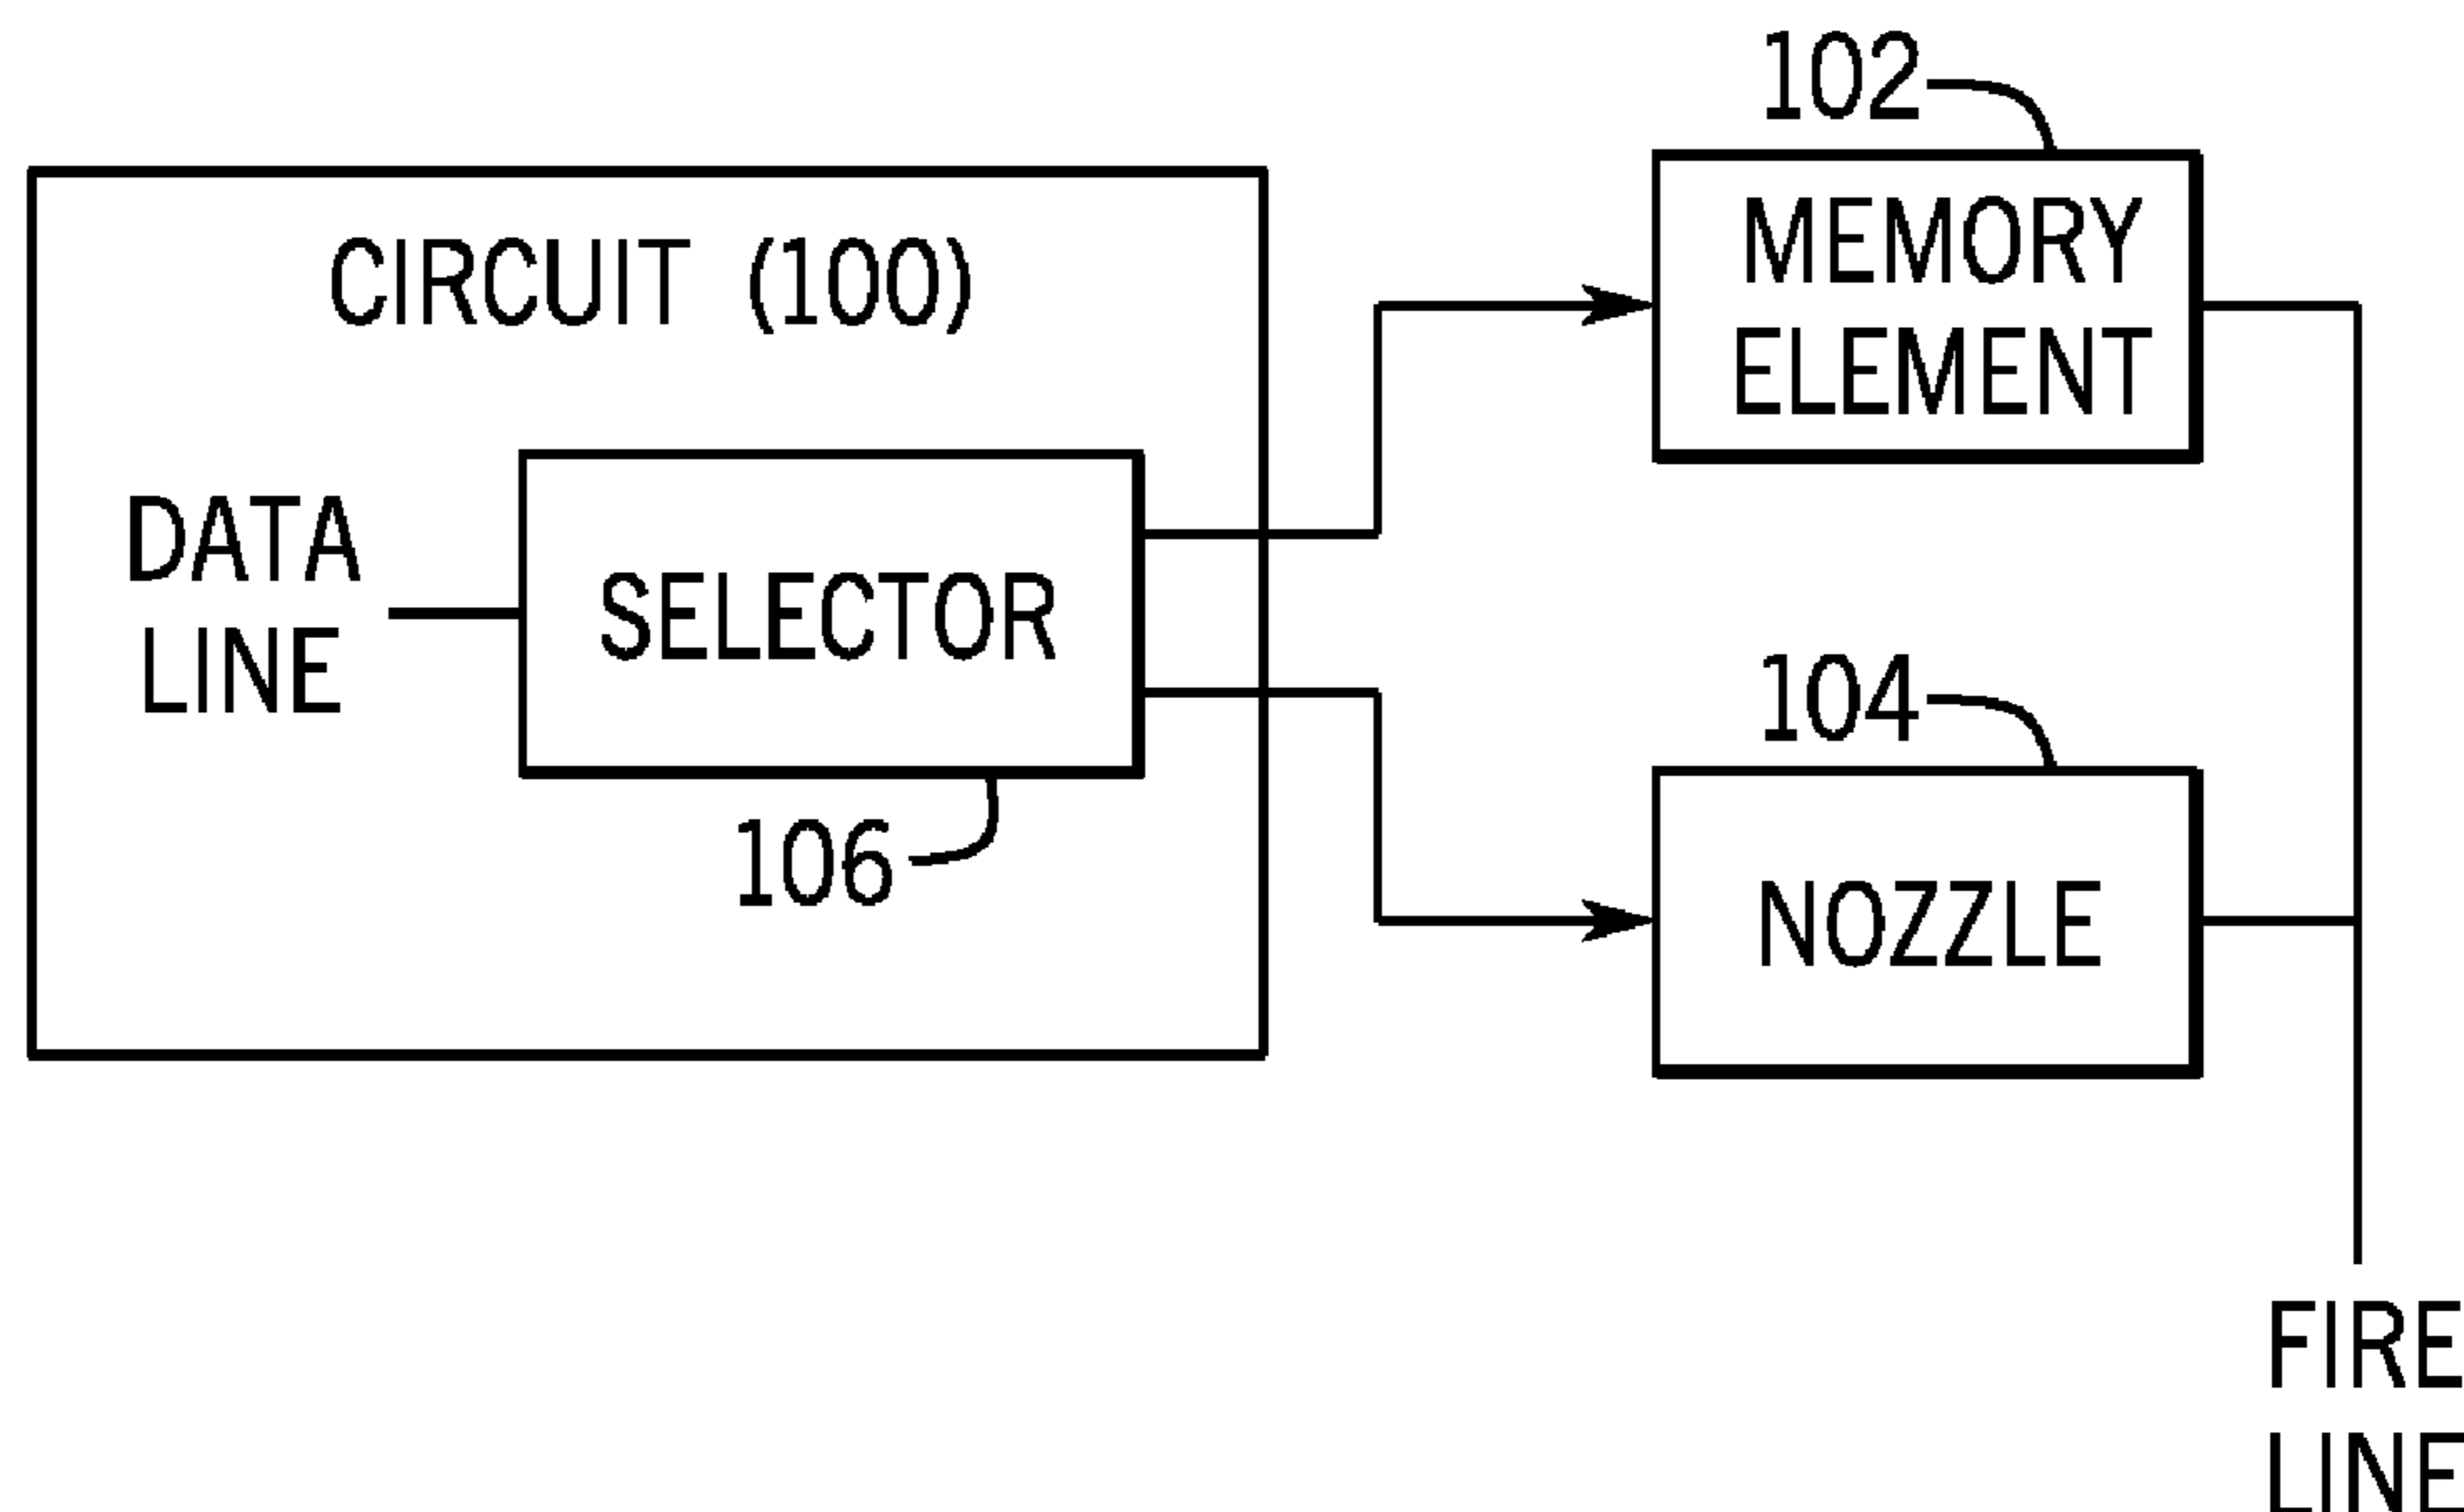 102
CIRCUIT (100)
MEMORY
ELEMENT
DATA
LINE
SELECTOR
106
104
NOZZLE
FIRE
LINE